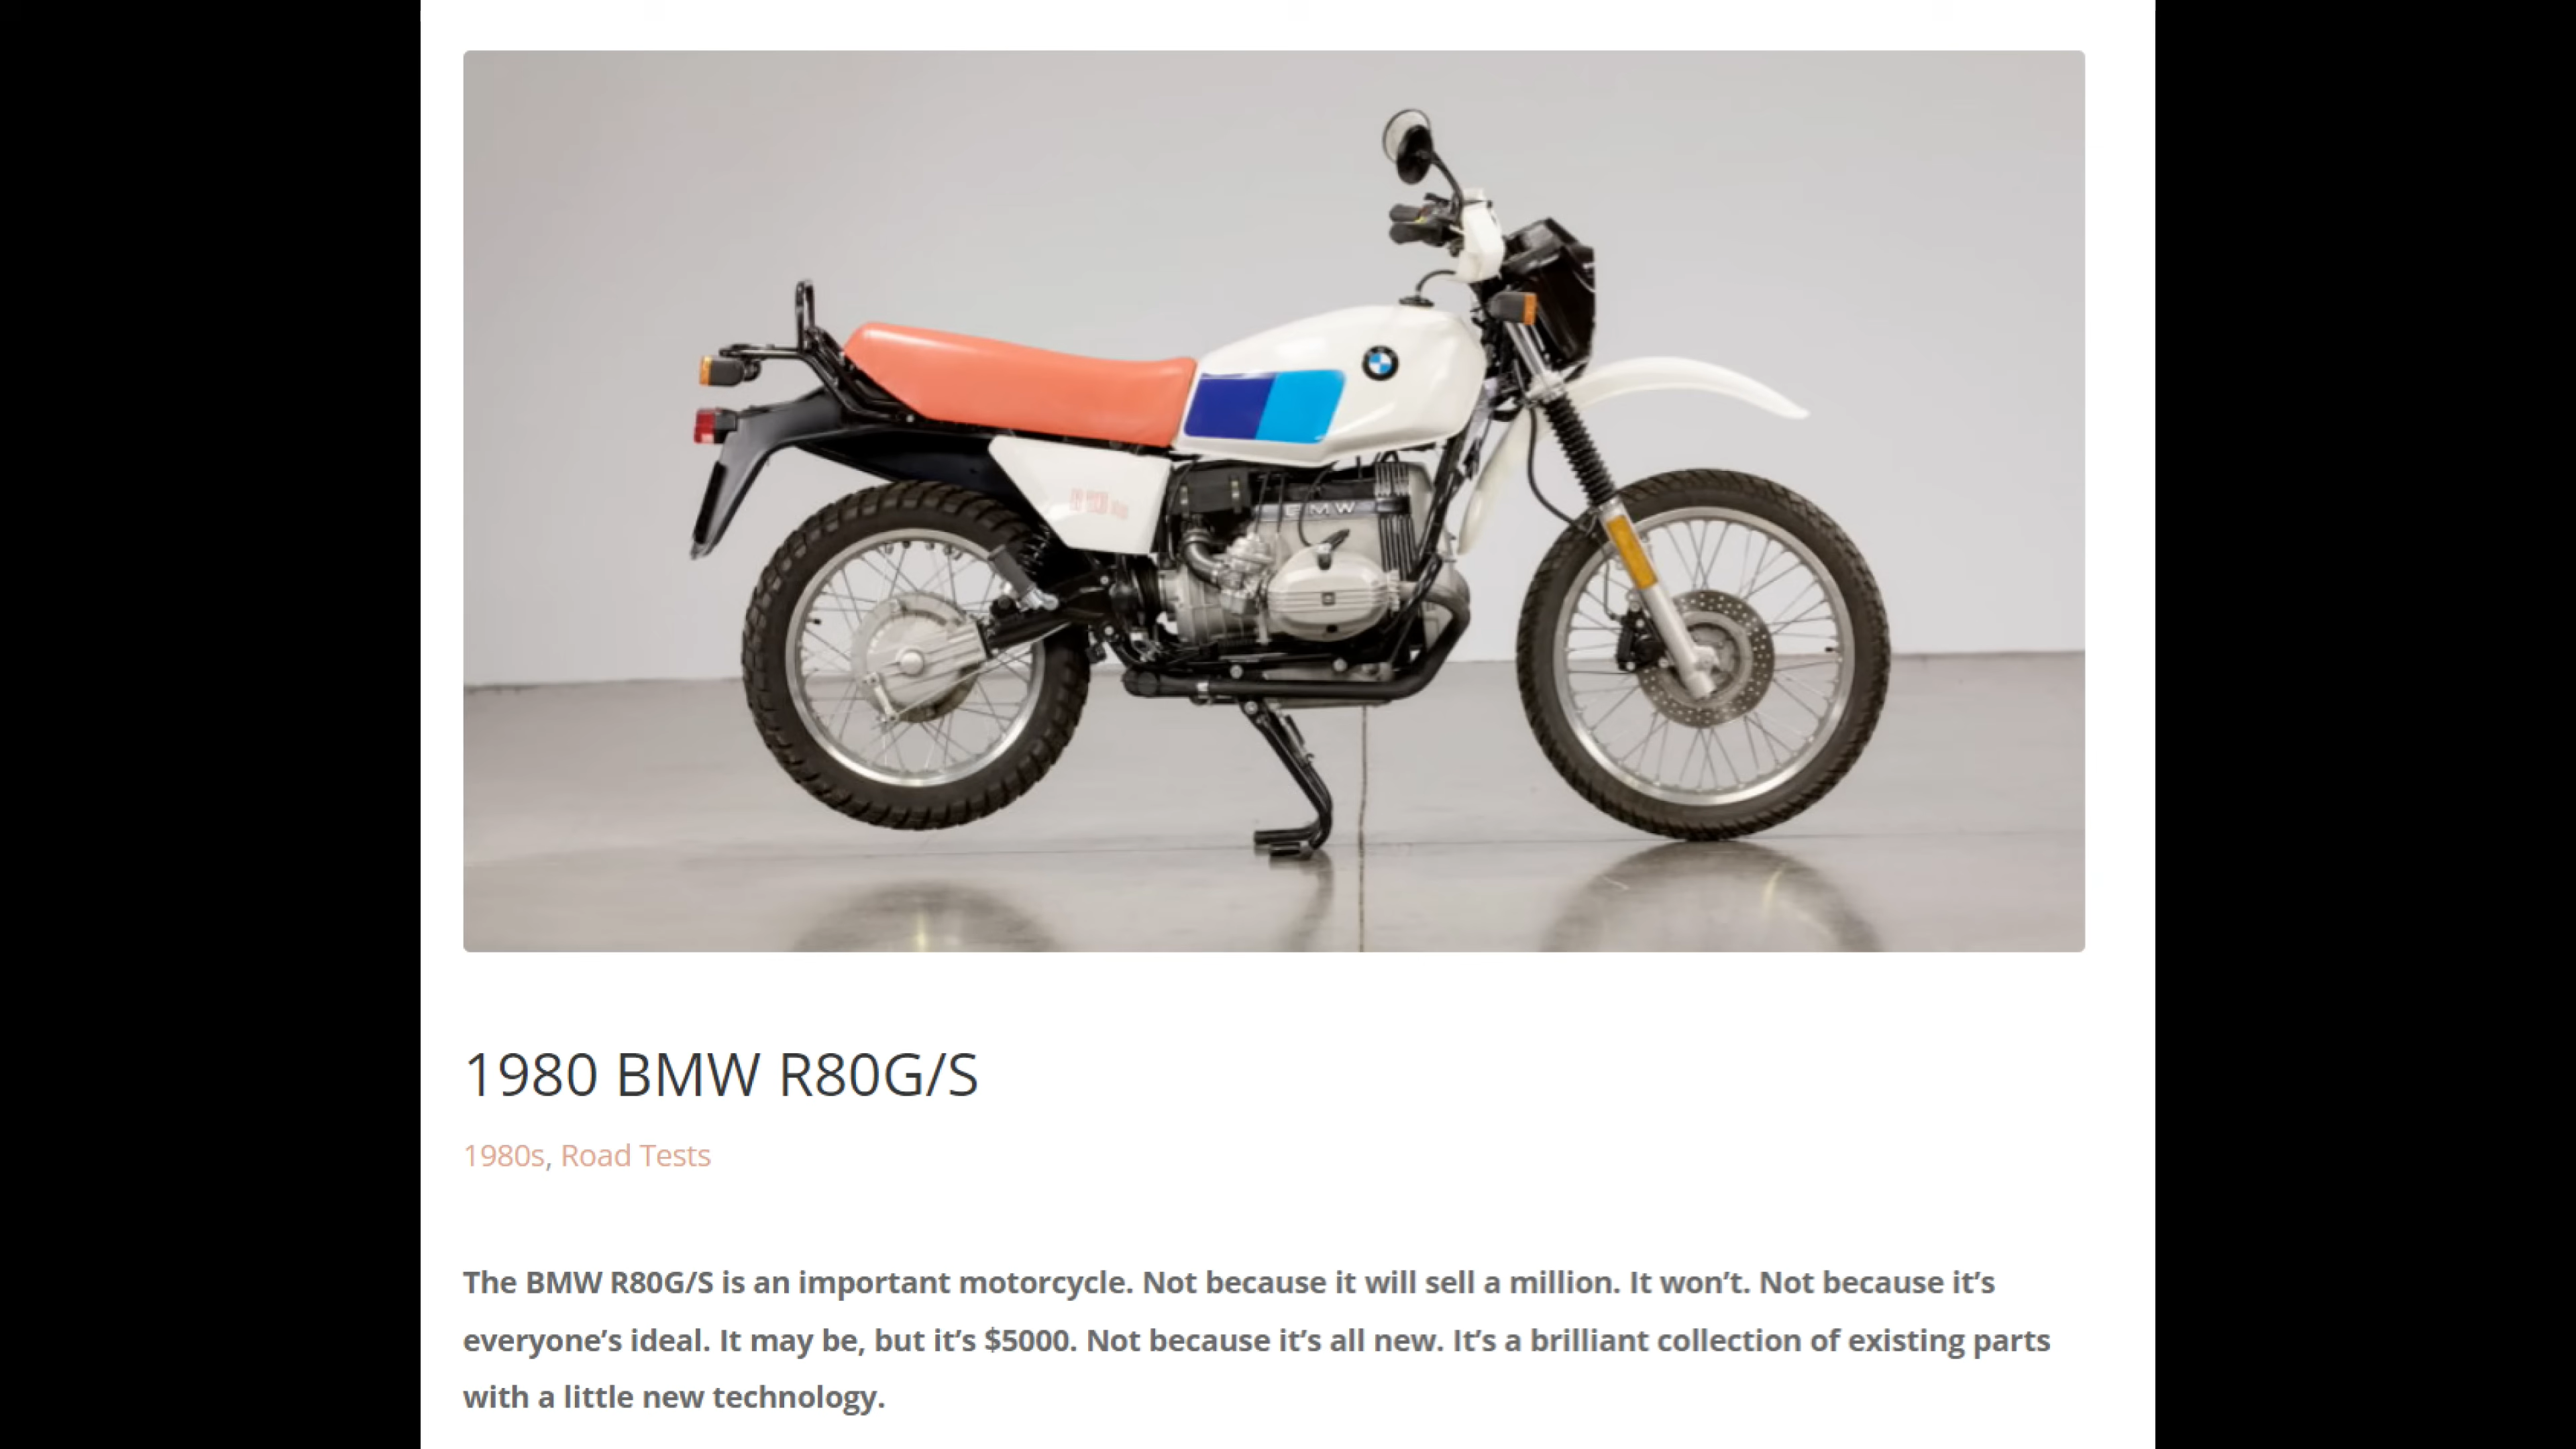 BMW
1980 BMW R80G/S
1980s, Road Tests
The BMW R80G/S is an important motorcycle. Not because it will sell a million. It won’t. Not because it’s
everyone’s ideal. It may be, but it’s $5000. Not because it’s all new. It’s a brilliant collection of existing parts
with a little new technology.